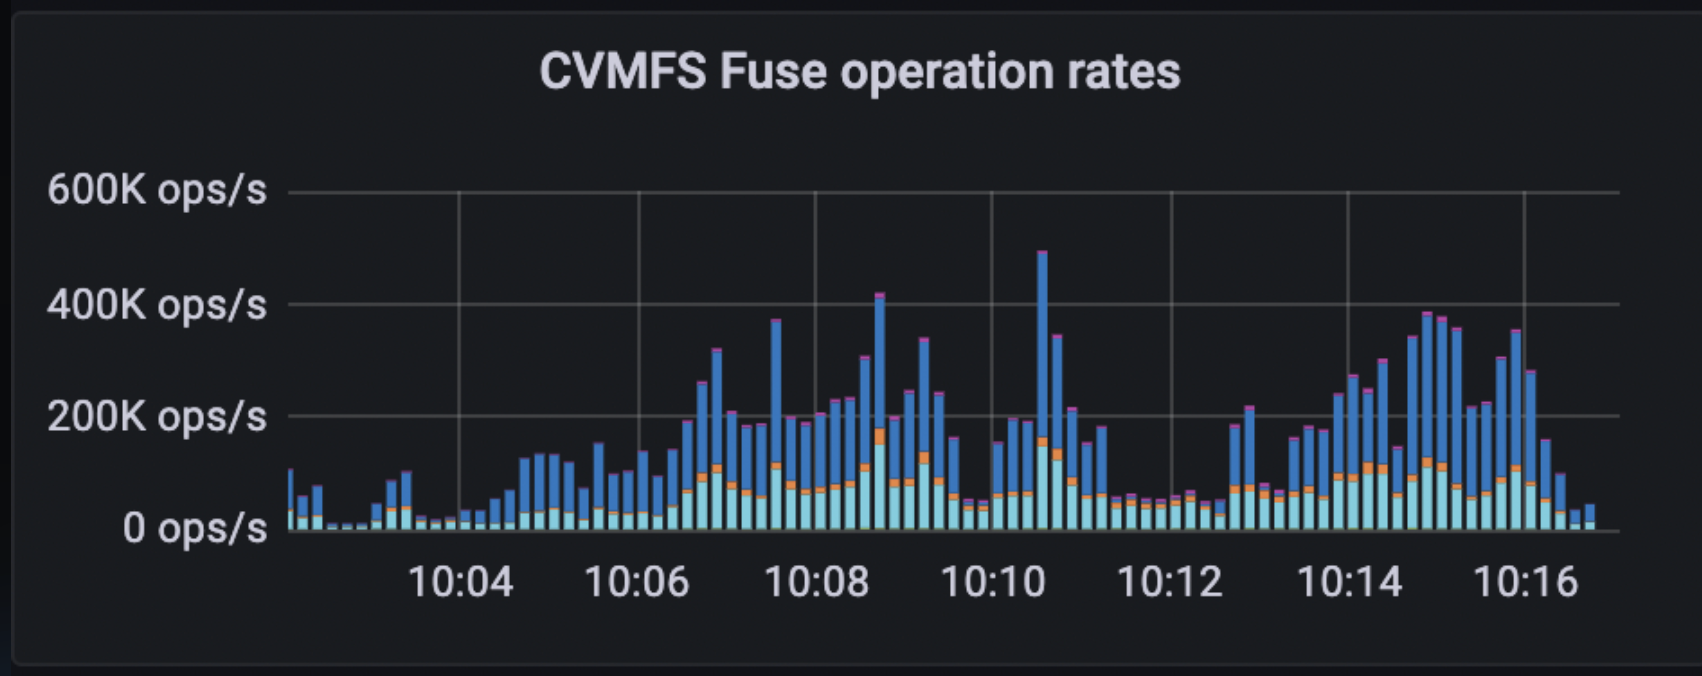 CVMFS Fuse operation rates
600K ops/s
400K ops/s
200K ops/s
0 ops/s
10:04 10:06 10:08 10:10 10:12 10:14 10:16